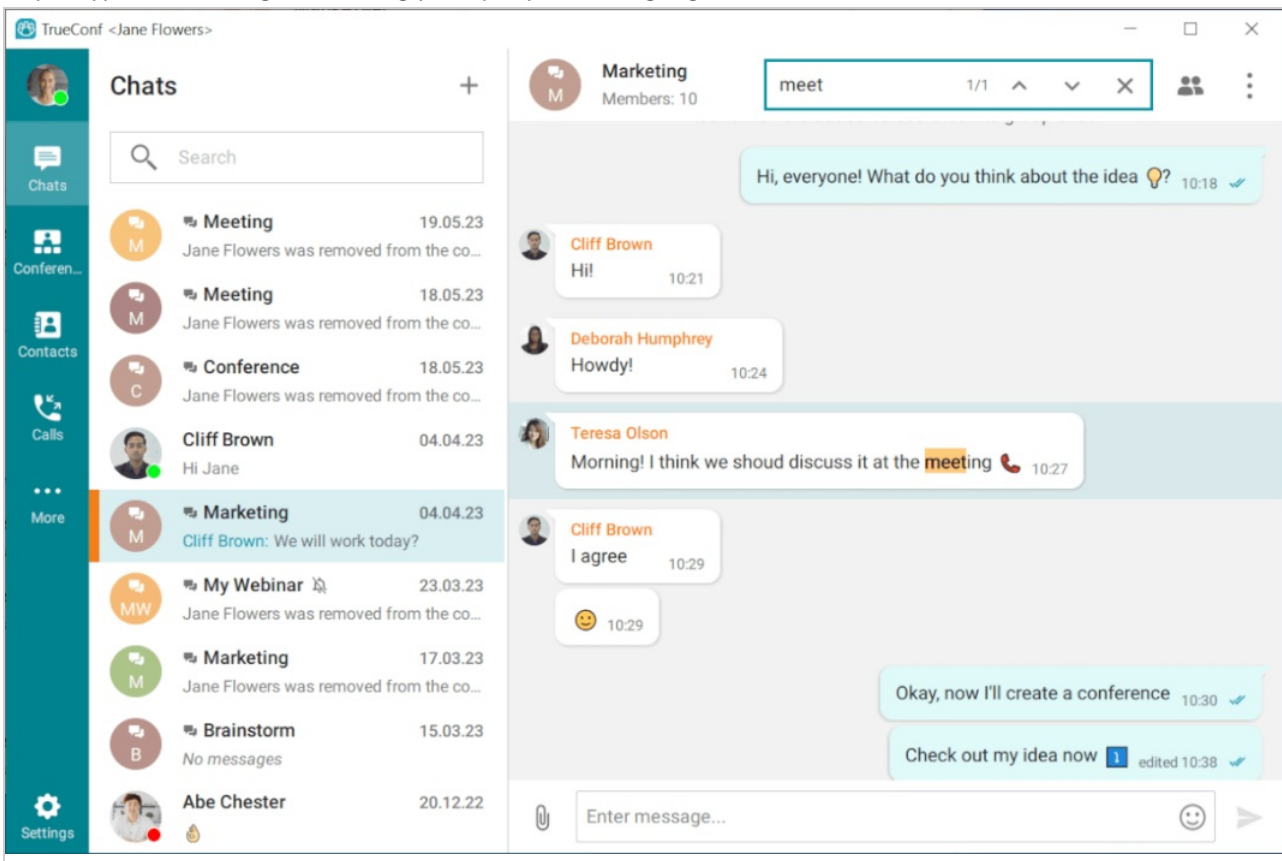 TrueConf <Jane Flowers>
Chats
Conferen...
Contacts
Calls
More
Settings
Chats
Search
M
Meeting 19.05.23
Jane Flowers was removed from the co...
M
Meeting 18.05.23
Jane Flowers was removed from the co...
C
Conference 18.05.23
Jane Flowers was removed from the co...
Cliff Brown 04.04.23
Hi Jane
M
Marketing 04.04.23
Cliff Brown: We will work today?
MW
My Webinar 23.03.23
Jane Flowers was removed from the co...
M
Marketing 17.03.23
Jane Flowers was removed from the co...
B
Brainstorm 15.03.23
No messages
Abe Chester 20.12.22
M
Marketing
Members: 10
meet 1/1
Hi, everyone! What do you think about the idea 💡? 10:18
Cliff Brown
Hi! 10:21
Deborah Humphrey
Howdy! 10:24
Teresa Olson
Morning! I think we shoud discuss it at the meeting 📞 10:27
Cliff Brown
I agree 10:29
🙂 10:29
Okay, now I'll create a conference 10:30
Check out my idea now ⤵ edited 10:38
Enter message...